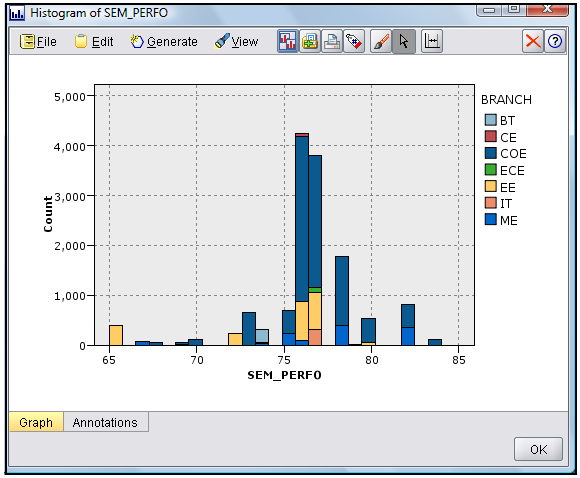 Histogram of SEM_PERFO
File Edit Generate View
5,000
4,000
3,000
2,000
1,000
0
Count
65 70 75 80 85
SEM_PERFO
BRANCH
BT
CE
COE
ECE
EE
IT
ME
Graph Annotations
OK